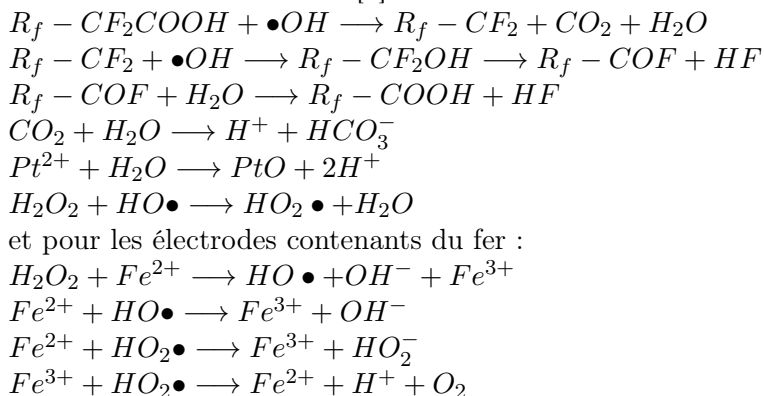 R_f − CF_2COOH + •OH ⟶ R_f − CF_2 + CO_2 + H_2O
R_f − CF_2 + •OH ⟶ R_f − CF_2OH ⟶ R_f − COF + HF
R_f − COF + H_2O ⟶ R_f − COOH + HF
CO_2 + H_2O ⟶ H^+ + HCO_3^−
Pt^{2+} + H_2O ⟶ PtO + 2H^+
H_2O_2 + HO• ⟶ HO_2 • +H_2O
et pour les électrodes contenants du fer :
H_2O_2 + Fe^{2+} ⟶ HO • +OH^− + Fe^{3+}
Fe^{2+} + HO• ⟶ Fe^{3+} + OH^−
Fe^{2+} + HO_2• ⟶ Fe^{3+} + HO_2^−
Fe^{3+} + HO_2• ⟶ Fe^{2+} + H^+ + O_2